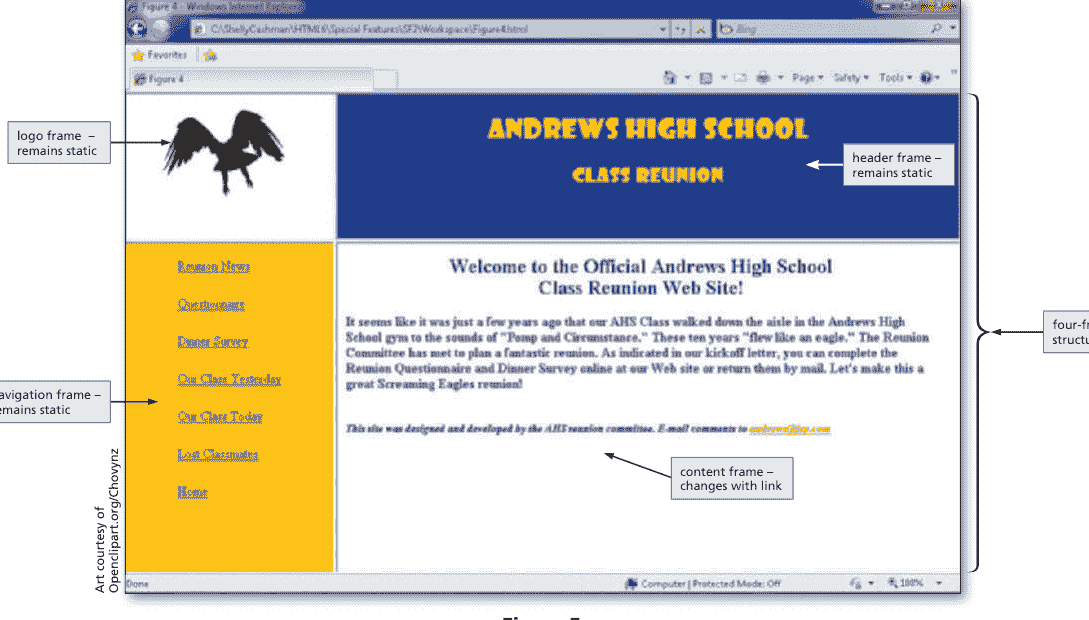 Figure 4 - Windows Internet Explorer
C:\ShellyCashman\HTML6\Special Features\SF2\Workspace\Figure4.html
Bing
Favorites
Figure 4
Page
Safety
Tools
logo frame –
remains static
ANDREWS HIGH SCHOOL
CLASS REUNION
header frame –
remains static
Reunion News
Questionnaire
Dinner Survey
Our Class Yesterday
Our Class Today
Lost Classmates
Home
avigation frame –
emains static
Welcome to the Official Andrews High School
Class Reunion Web Site!
It seems like it was just a few years ago that our AHS Class walked down the aisle in the Andrews High
School gym to the sounds of "Pomp and Circumstance." These ten years "flew like an eagle." The Reunion
Committee has met to plan a fantastic reunion. As indicated in our kickoff letter, you can complete the
Reunion Questionnaire and Dinner Survey online at our Web site or return them by mail. Let's make this a
great Screaming Eagles reunion!
This site was designed and developed by the AHS reunion committee. E-mail comments to
content frame –
changes with link
four-fr
structu
Art courtesy of
Openclipart.org/Chovynz
Done
Computer | Protected Mode: Off
100%